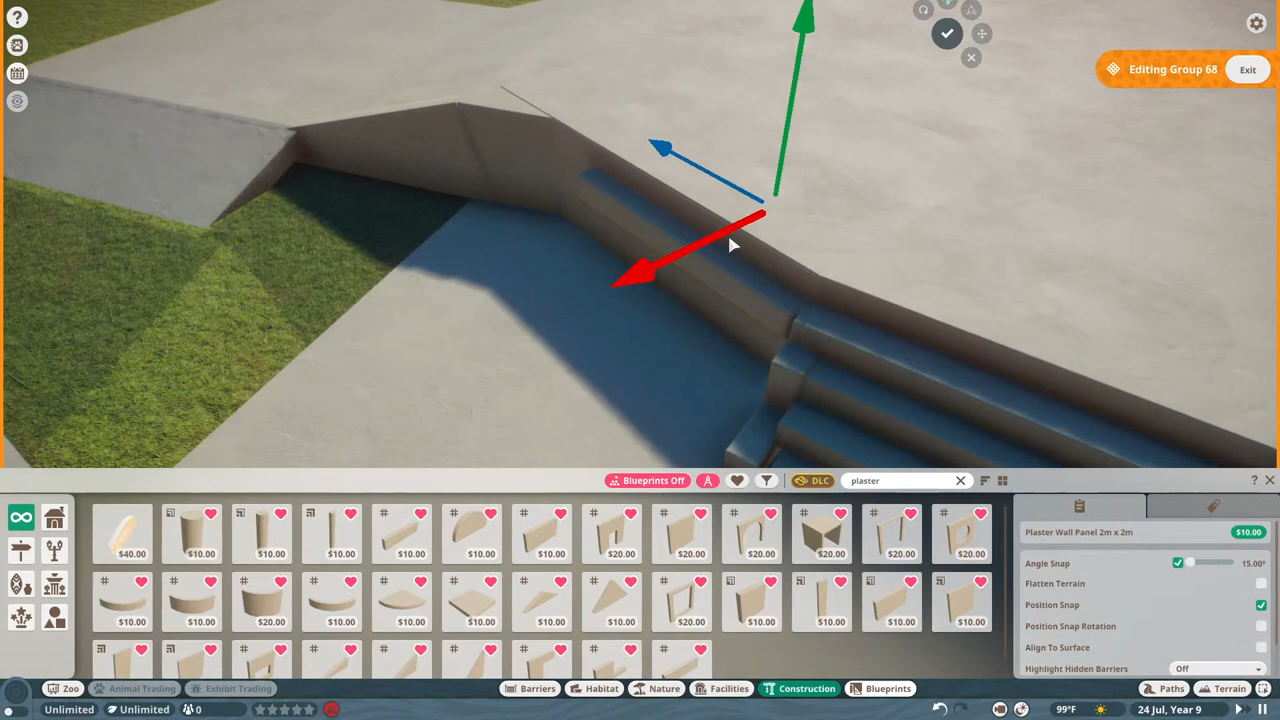 ?
Editing Group 68
Exit
Blueprints Off
DLC
plaster
?
$40.00
$10.00
$10.00
$10.00
$10.00
$10.00
$10.00
$20.00
$10.00
$20.00
$20.00
$20.00
$20.00
$10.00
$10.00
$20.00
$10.00
$10.00
$10.00
$10.00
$10.00
$20.00
$10.00
$10.00
$10.00
$10.00
Plaster Wall Panel 2m x 2m
$10.00
Angle Snap
15.00°
Flatten Terrain
Position Snap
Position Snap Rotation
Align To Surface
Highlight Hidden Barriers
Off
Zoo
Animal Trading
Exhibit Trading
Barriers
Habitat
Nature
Facilities
Construction
Blueprints
Paths
Terrain
Unlimited
Unlimited
0
99°F
24 Jul, Year 9